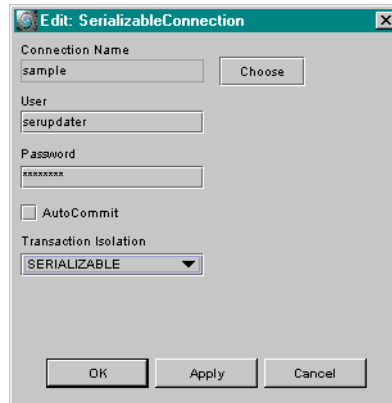 Edit: SerializableConnection
Connection Name
sample
Choose
User
serupdater
Password
********
AutoCommit
Transaction Isolation
SERIALIZABLE
OK
Apply
Cancel